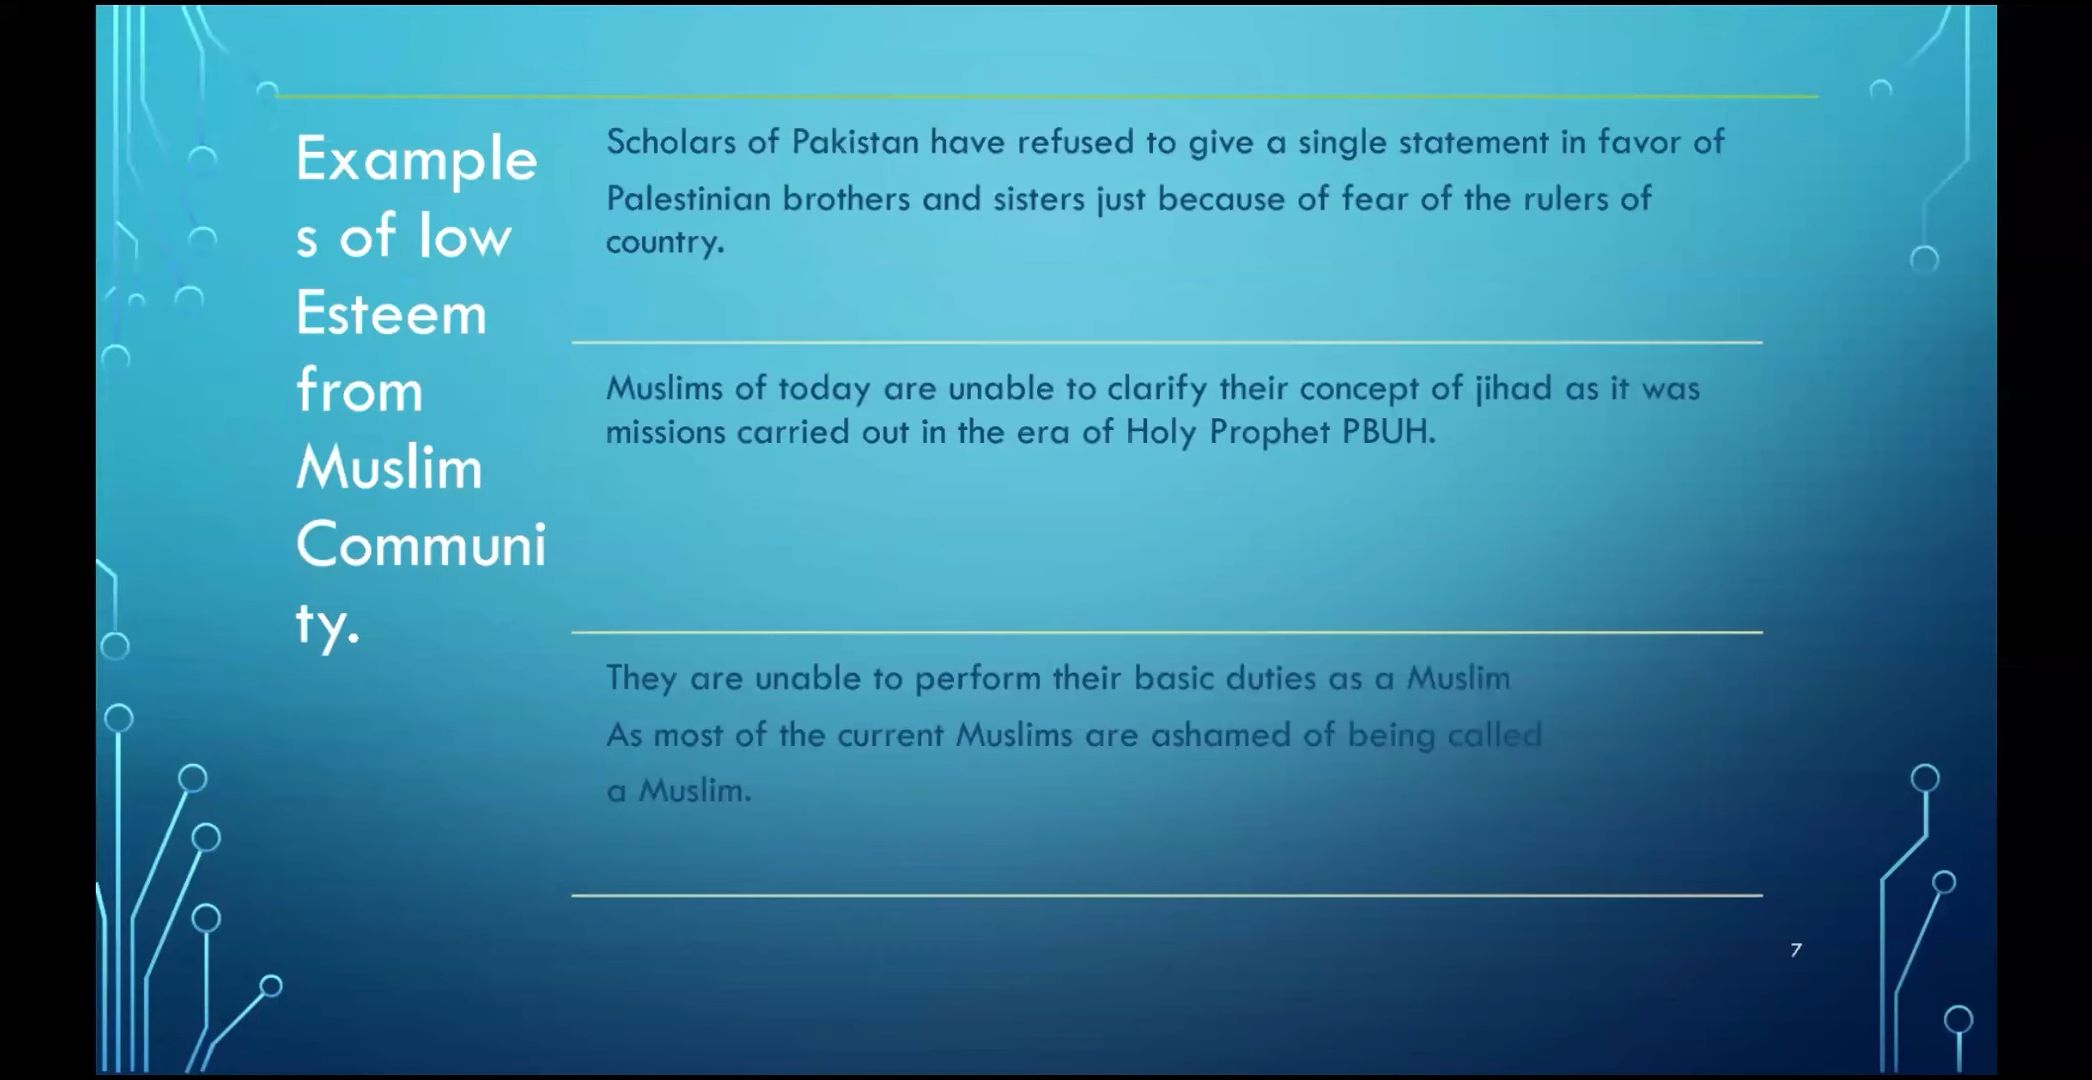 Example
s of low
Esteem
from
Muslim
Communi
ty.
Scholars of Pakistan have refused to give a single statement in favor of
Palestinian brothers and sisters just because of fear of the rulers of
country.
Muslims of today are unable to clarify their concept of jihad as it was
missions carried out in the era of Holy Prophet PBUH.
They are unable to perform their basic duties as a Muslim
As most of the current Muslims are ashamed of being called
a Muslim.
7